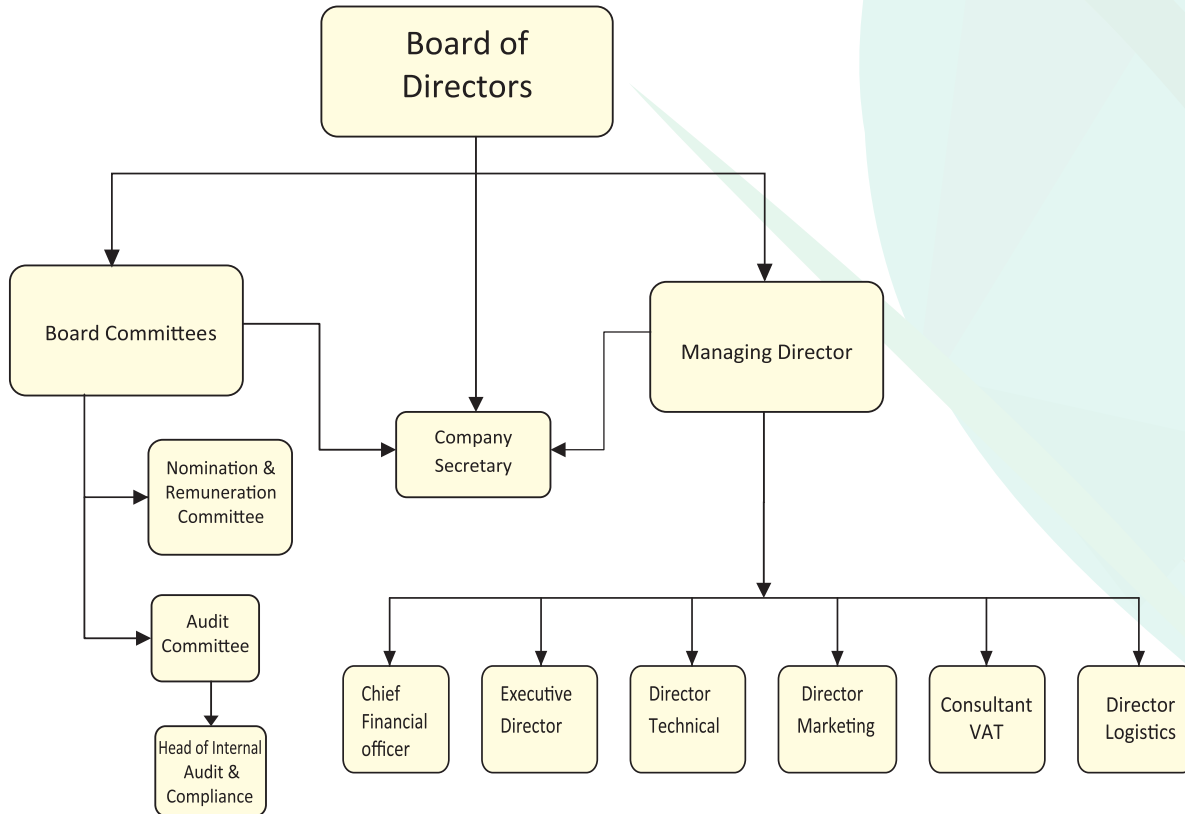 Board of
Directors
Board Committees
Managing Director
Company
Secretary
Nomination &
Remuneration
Committee
Audit
Committee
Head of Internal
Audit &
Compliance
Chief
Financial
officer
Executive
Director
Director
Technical
Director
Marketing
Consultant
VAT
Director
Logistics